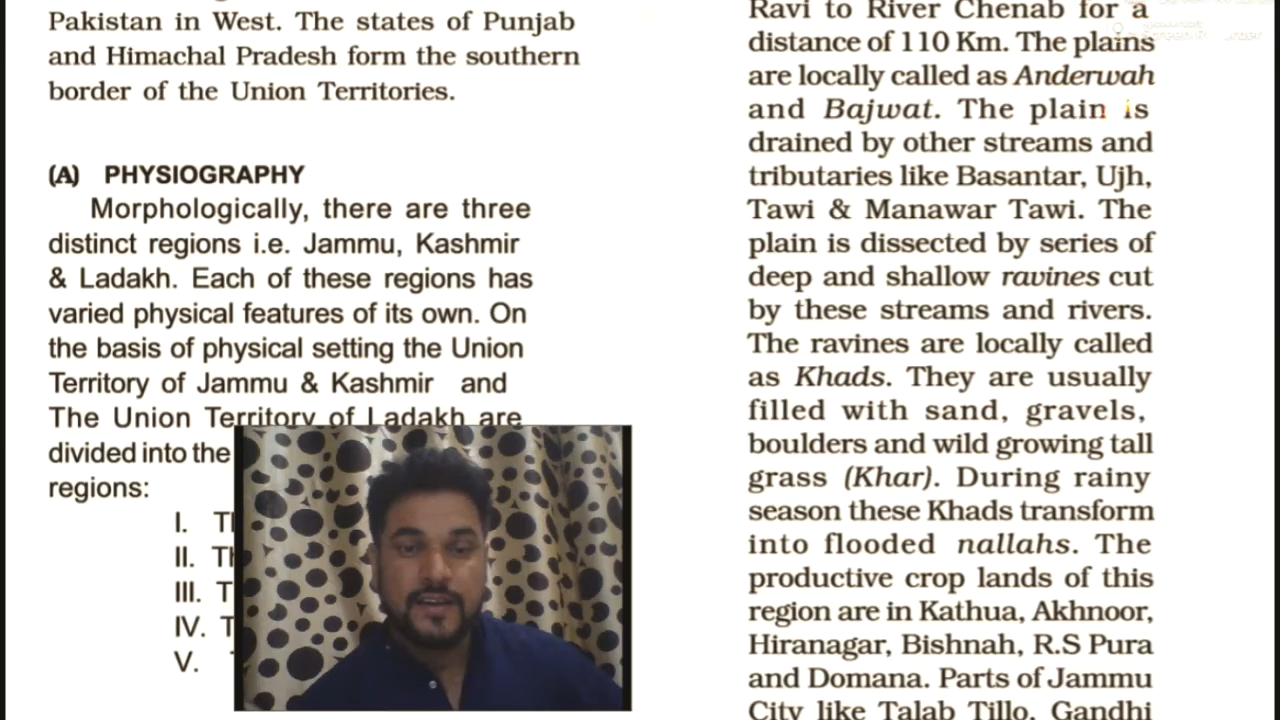 Pakistan in West. The states of Punjab
and Himachal Pradesh form the southern
border of the Union Territories.
(A) PHYSIOGRAPHY
Morphologically, there are three
distinct regions i.e. Jammu, Kashmir
& Ladakh. Each of these regions has
varied physical features of its own. On
the basis of physical setting the Union
Territory of Jammu & Kashmir and
The Union Territory of Ladakh are
divided into the
regions:
I.
II.
III.
IV.
V.
Ravi to River Chenab for a
distance of 110 Km. The plains
are locally called as Anderwah
and Bajwat. The plain is
drained by other streams and
tributaries like Basantar, Ujh,
Tawi & Manawar Tawi. The
plain is dissected by series of
deep and shallow ravines cut
by these streams and rivers.
The ravines are locally called
as Khads. They are usually
filled with sand, gravels,
boulders and wild growing tall
grass (Khar). During rainy
season these Khads transform
into flooded nallahs. The
productive crop lands of this
region are in Kathua, Akhnoor,
Hiranagar, Bishnah, R.S Pura
and Domana. Parts of Jammu
City like Talab Tillo, Gandhi